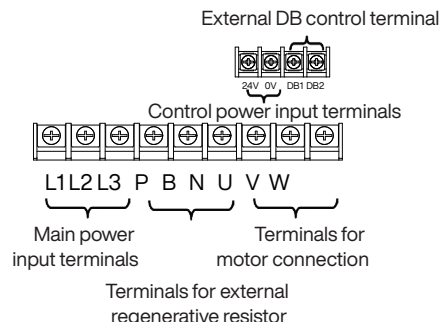 External DB control terminal
24V 0V DB1 DB2
Control power input terminals
L1 L2 L3 P B N U V W
Main power
input terminals
Terminals for
motor connection
Terminals for external
regenerative resistor